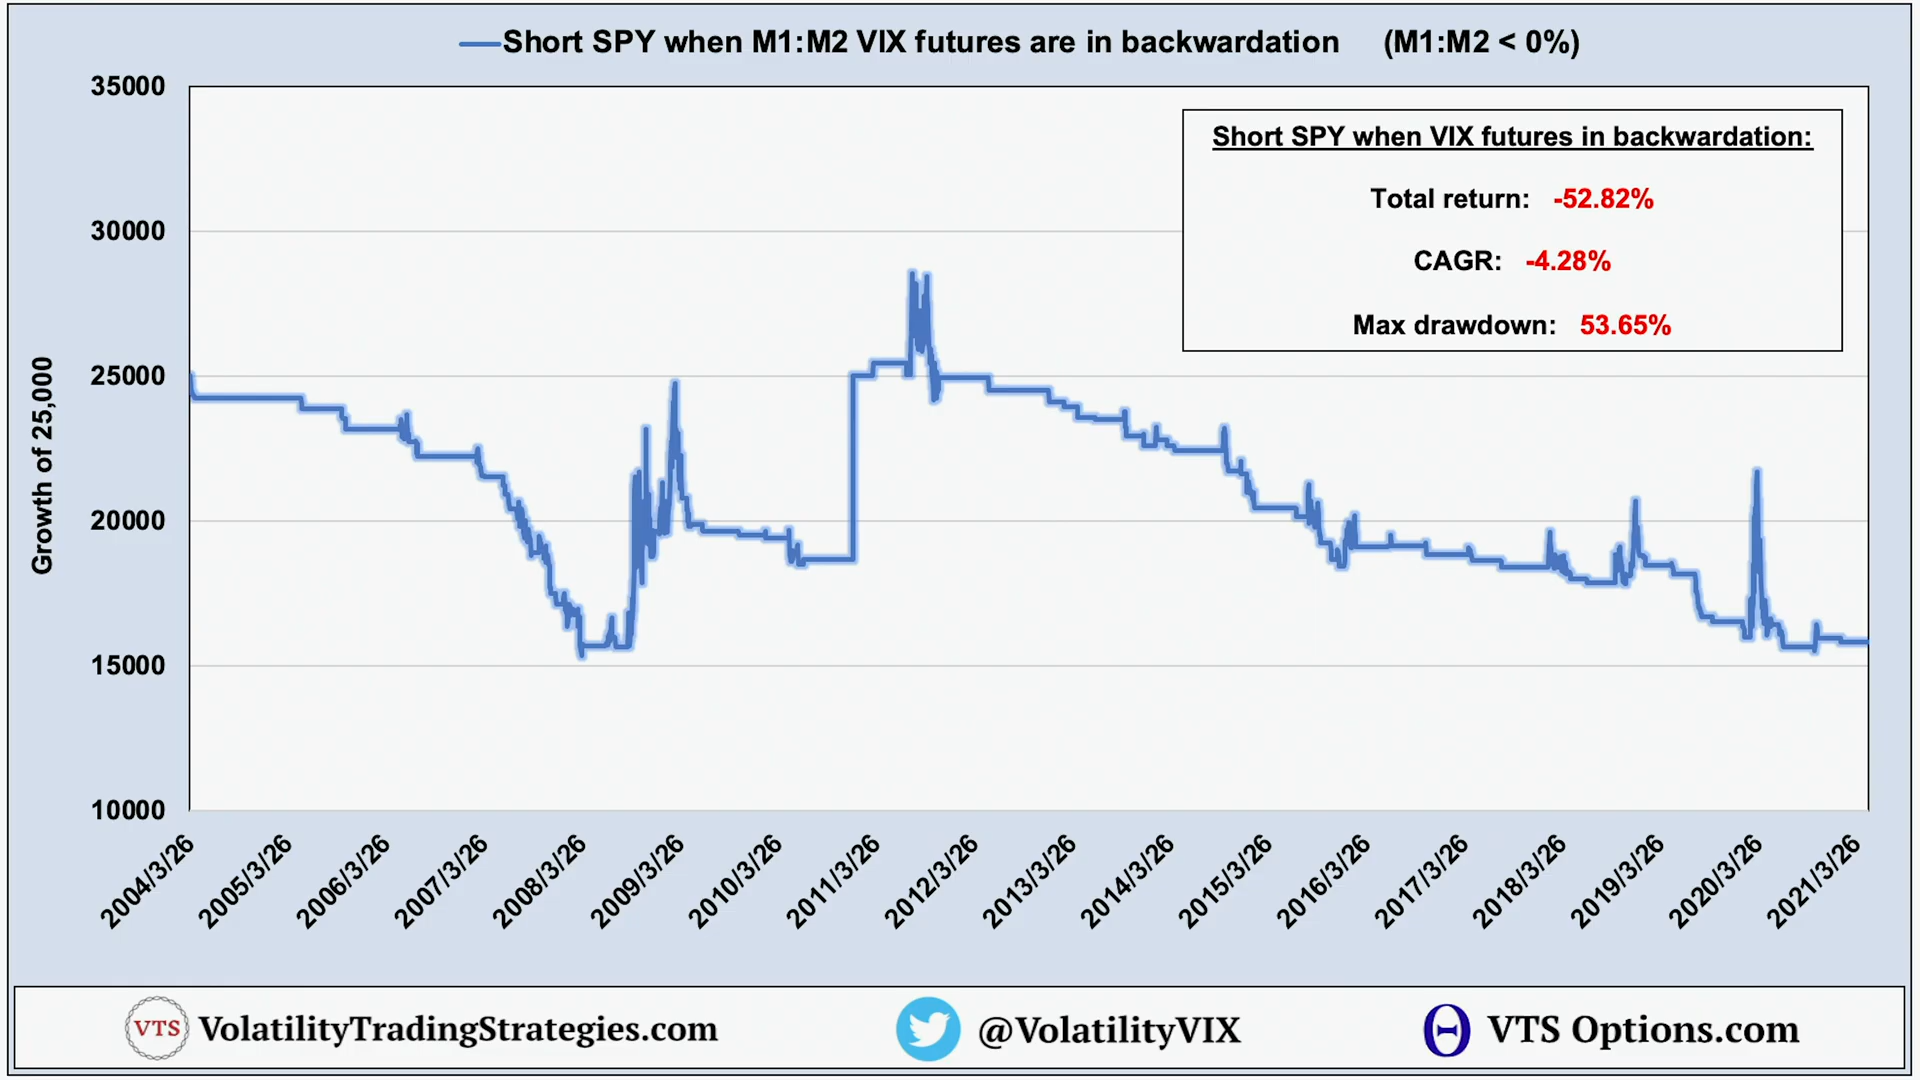 Short SPY when M1:M2 VIX futures are in backwardation (M1:M2 < 0%)
35000
30000
25000
20000
15000
10000
Growth of 25,000
Short SPY when VIX futures in backwardation:
Total return: -52.82%
CAGR: -4.28%
Max drawdown: 53.65%
2004/3/26
2005/3/26
2006/3/26
2007/3/26
2008/3/26
2009/3/26
2010/3/26
2011/3/26
2012/3/26
2013/3/26
2014/3/26
2015/3/26
2016/3/26
2017/3/26
2018/3/26
2019/3/26
2020/3/26
2021/3/26
VTS VolatilityTradingStrategies.com
@VolatilityVIX
VTS Options.com